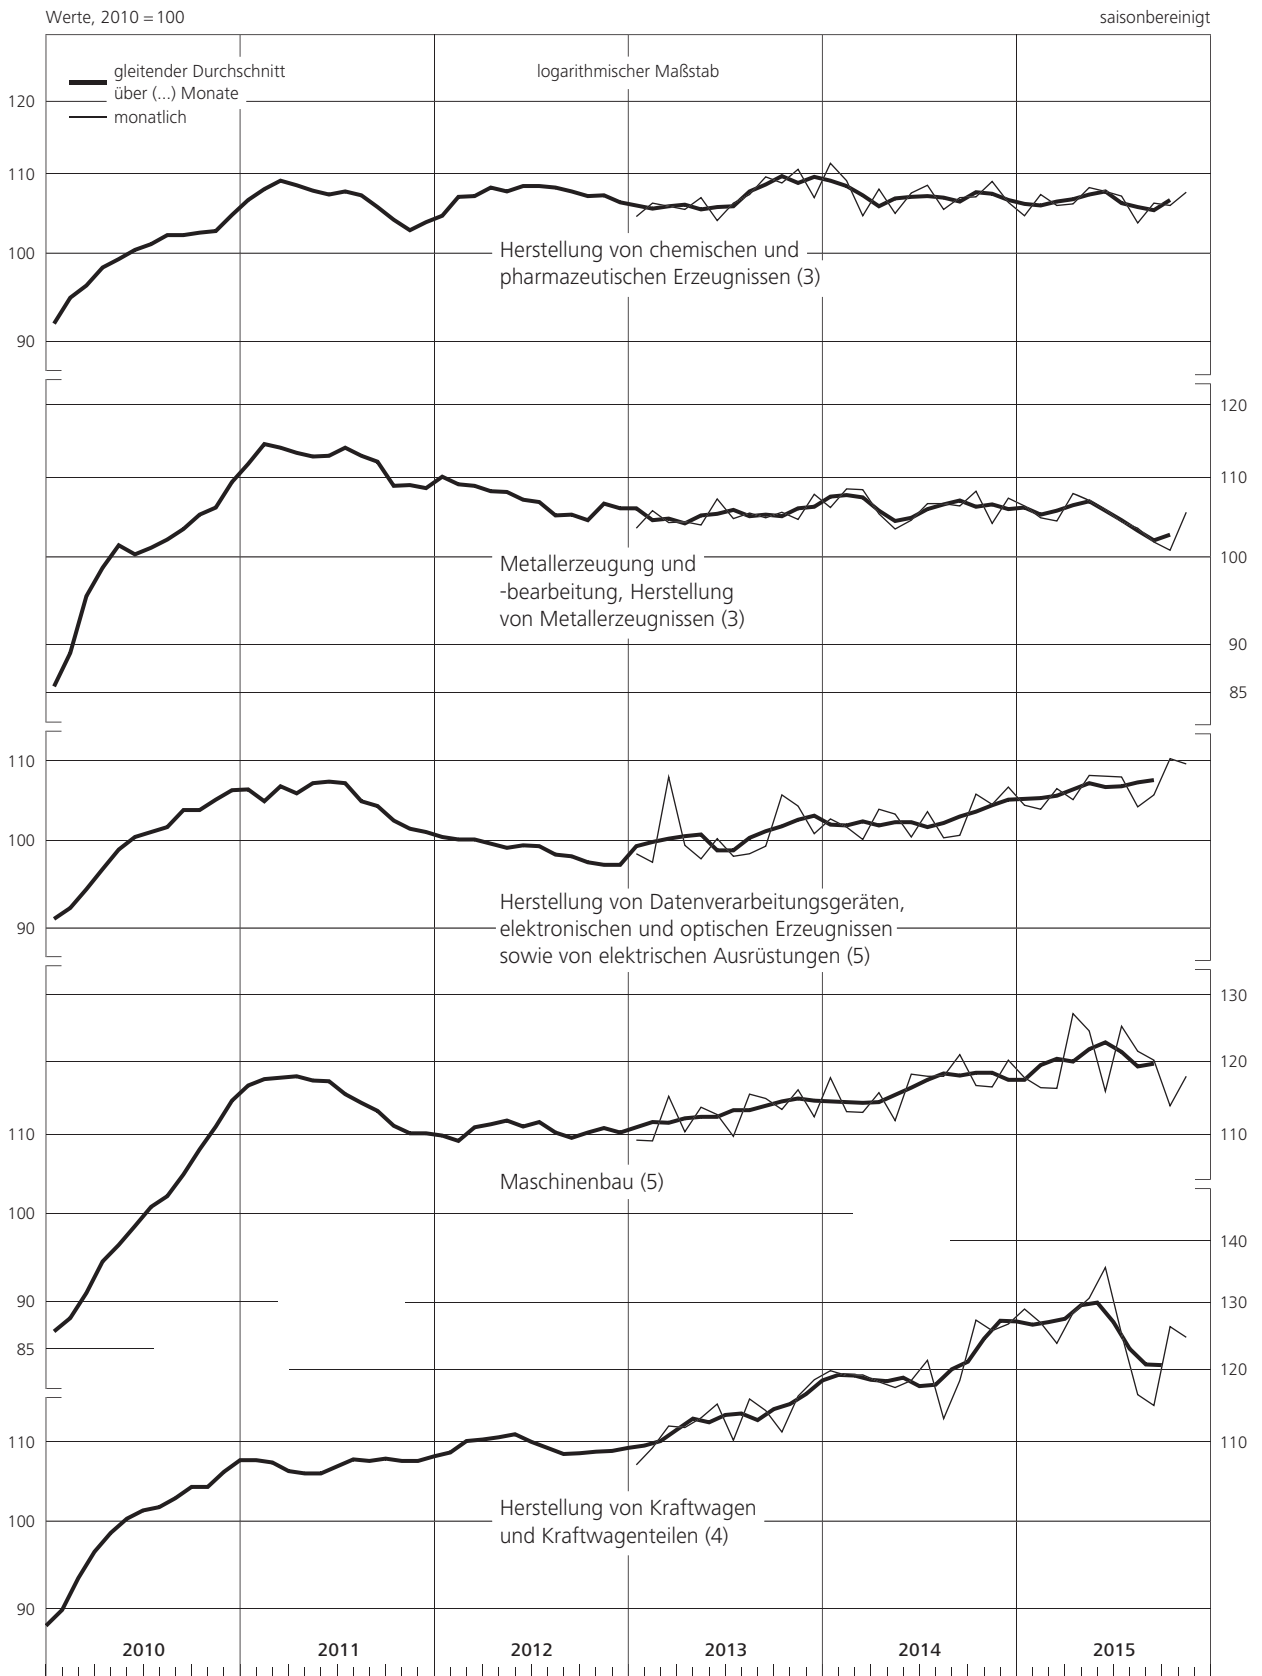 Werte, 2010 = 100
saisonbereinigt
gleitender Durchschnitt
über (...) Monate
monatlich
logarithmischer Maßstab
120
110
100
90
Herstellung von chemischen und
pharmazeutischen Erzeugnissen (3)
120
110
100
90
85
Metallerzeugung und
-bearbeitung, Herstellung
von Metallerzeugnissen (3)
110
100
90
Herstellung von Datenverarbeitungsgeräten,
elektronischen und optischen Erzeugnissen
sowie von elektrischen Ausrüstungen (5)
130
120
110
110
Maschinenbau (5)
100
90
85
140
130
120
110
110
Herstellung von Kraftwagen
und Kraftwagenteilen (4)
100
90
2010 2011 2012 2013 2014 2015